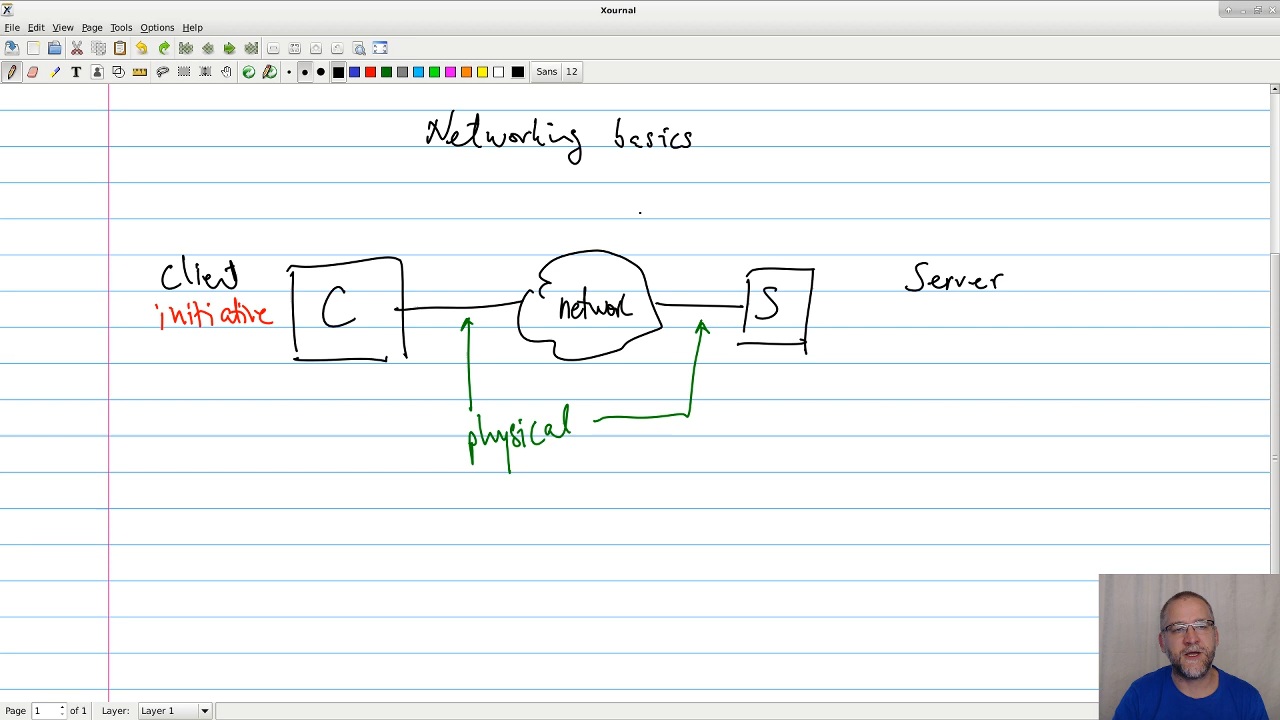 Xournal
File Edit View Page Tools Options Help
Sans 12
Networking basics
Client
initiative
C
network
S
Server
physical
Page 1 of 1 Layer: Layer 1